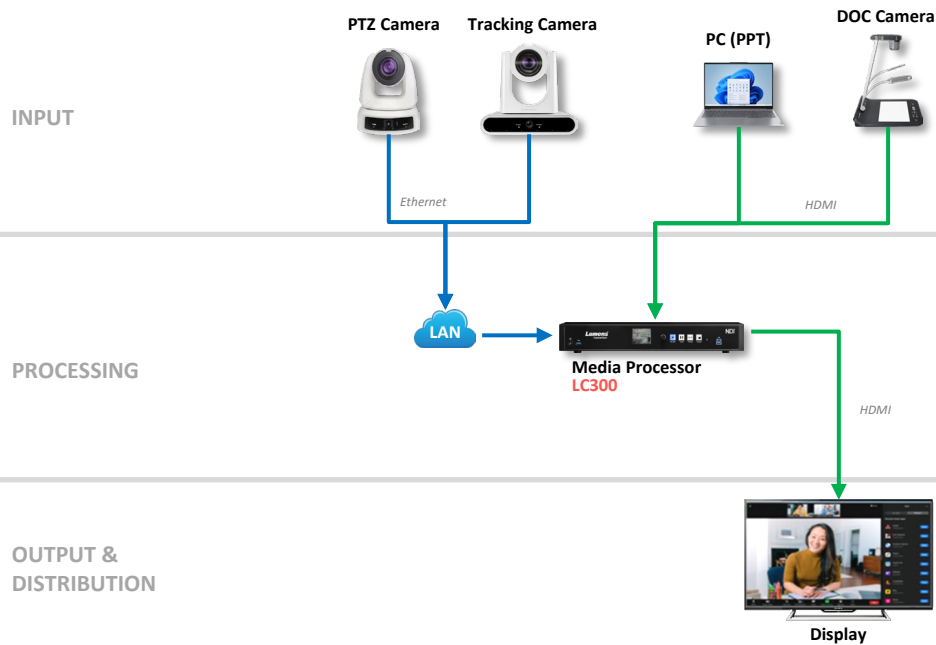 DOC Camera
PTZ Camera
Tracking Camera
PC (PPT)
INPUT
Ethernet
HDMI
LAN
Lumens
NDI
Media Processor
LC300
PROCESSING
HDMI
OUTPUT &
DISTRIBUTION
Display